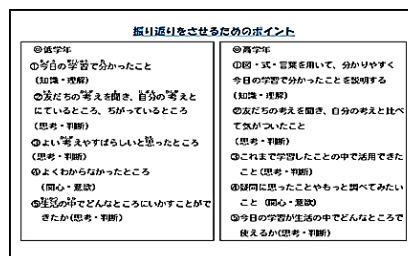 振り返りをさせるためのポイント
◎低学年
①今日の学習で分かったこと
(知識・理解)
②友だちの考えを聞き、自分の考えと
にているところ、ちがっているところ
(思考・判断)
③よい考えやすばらしいと思ったところ
(思考・判断)
④よくわからなかったところ
(関心・意欲)
⑤生活の中でどんなところにいかすことがで
きたか(思考・判断)
◎高学年
①図・式・言葉を用いて、分かりやすく
今日の学習で分かったことを説明する
(知識・理解)
②友だちの考えを聞き、自分の考えと比べ
て気がついたこと
(思考・判断)
③これまで学習したことの中で活用できた
こと(思考・判断)
④疑問に思ったことやもっと調べてみたい
こと (関心・意欲)
⑤今日の学習が生活の中でどんなところで
使えるか(思考・判断)